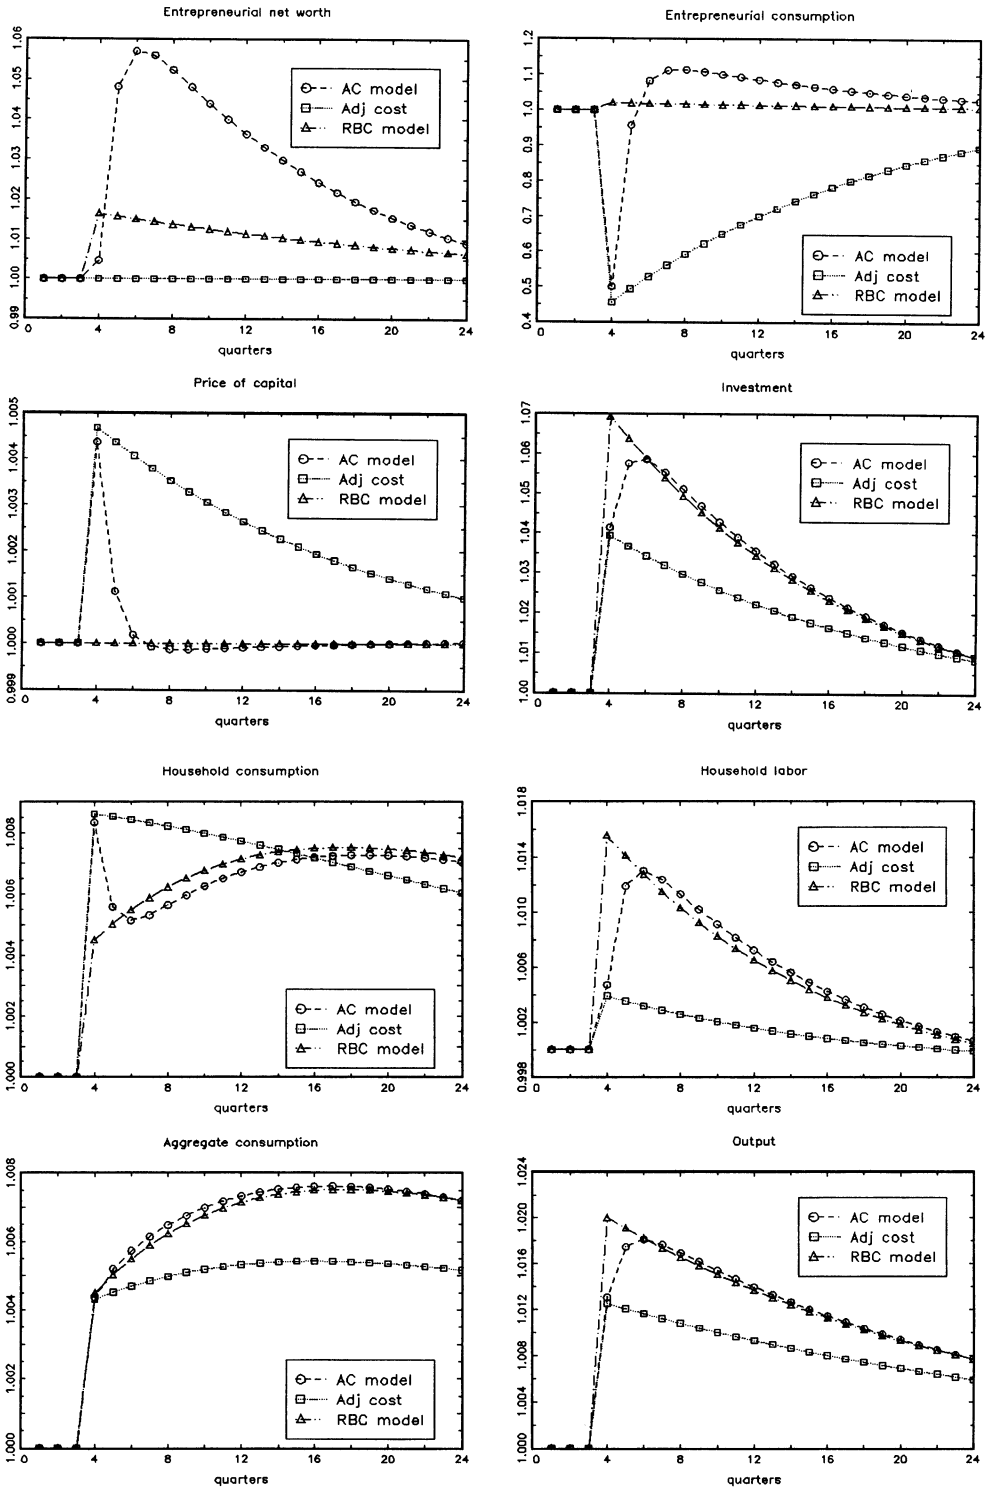 Entrepreneurial net worth
0.99 1.00 1.01 1.02 1.03 1.04 1.05 1.06
AC model
Adj cost
RBC model
0 4 8 12 16 20 24
quarters
Entrepreneurial consumption
0.4 0.5 0.6 0.7 0.8 0.9 1.0 1.1 1.2
AC model
Adj cost
RBC model
0 4 8 12 16 20 24
quarters
Price of capital
0.999 1.000 1.001 1.002 1.003 1.004 1.005
AC model
Adj cost
RBC model
0 4 8 12 16 20 24
quarters
Investment
1.00 1.01 1.02 1.03 1.04 1.05 1.06 1.07
AC model
Adj cost
RBC model
0 4 8 12 16 20 24
quarters
Household consumption
1.000 1.002 1.004 1.006 1.008
AC model
Adj cost
RBC model
0 4 8 12 16 20 24
quarters
Household labor
0.998 1.002 1.006 1.010 1.014 1.018
AC model
Adj cost
RBC model
0 4 8 12 16 20 24
quarters
Aggregate consumption
1.000 1.002 1.004 1.006 1.008
AC model
Adj cost
RBC model
0 4 8 12 16 20 24
quarters
Output
1.000 1.004 1.008 1.012 1.016 1.020 1.024
AC model
Adj cost
RBC model
0 4 8 12 16 20 24
quarters